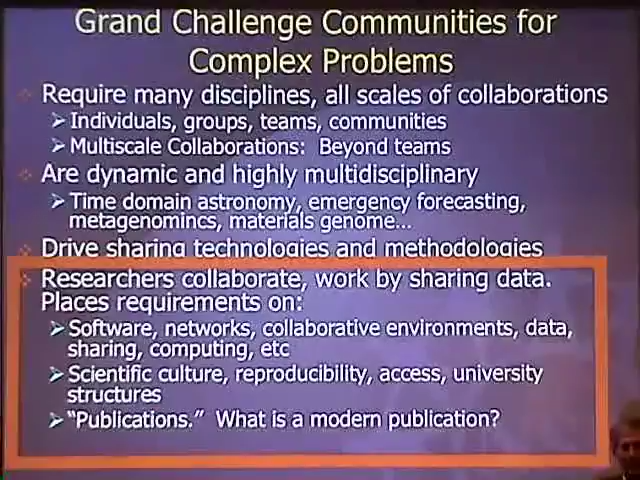 Grand Challenge Communities for
Complex Problems
Require many disciplines, all scales of collaborations
Individuals, groups, teams, communities
Multiscale Collaborations: Beyond teams
Are dynamic and highly multidisciplinary
Time domain astronomy, emergency forecasting,
metagenomincs, materials genome...
Drive sharing technologies and methodologies
Researchers collaborate, work by sharing data.
Places requirements on:
Software, networks, collaborative environments, data,
sharing, computing, etc
Scientific culture, reproducibility, access, university
structures
“Publications.” What is a modern publication?